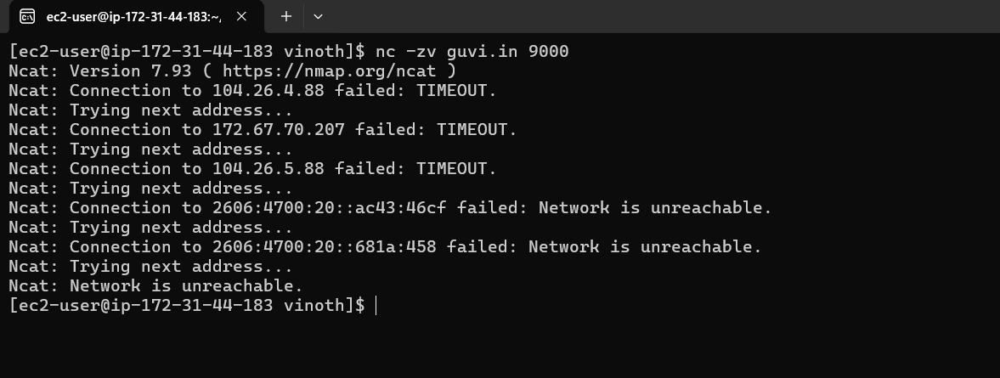 ec2-user@ip-172-31-44-183:~,
[ec2-user@ip-172-31-44-183 vinoth]$ nc -zv guvi.in 9000
Ncat: Version 7.93 ( https://nmap.org/ncat )
Ncat: Connection to 104.26.4.88 failed: TIMEOUT.
Ncat: Trying next address...
Ncat: Connection to 172.67.70.207 failed: TIMEOUT.
Ncat: Trying next address...
Ncat: Connection to 104.26.5.88 failed: TIMEOUT.
Ncat: Trying next address...
Ncat: Connection to 2606:4700:20::ac43:46cf failed: Network is unreachable.
Ncat: Trying next address...
Ncat: Connection to 2606:4700:20::681a:458 failed: Network is unreachable.
Ncat: Trying next address...
Ncat: Network is unreachable.
[ec2-user@ip-172-31-44-183 vinoth]$